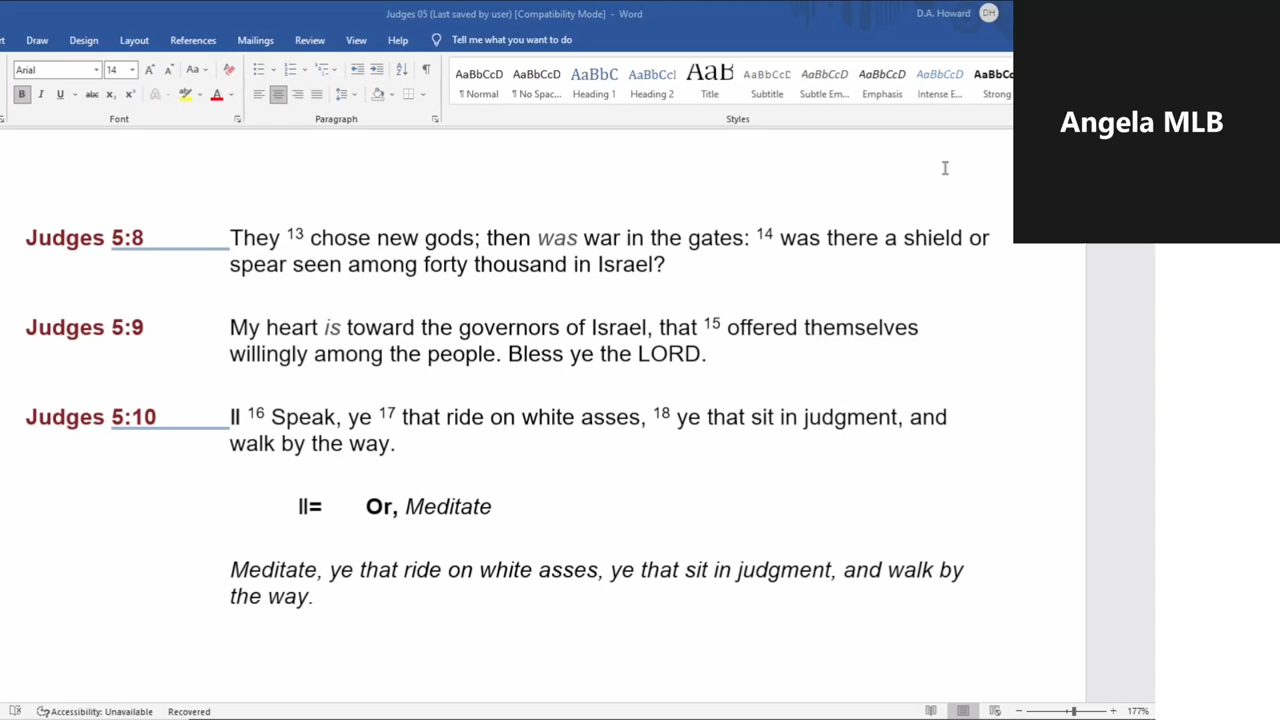 Judges 05 (Last saved by user) [Compatibility Mode] - Word
D.A. Howard DH
Draw Design Layout References Mailings Review View Help Tell me what you want to do
Angela MLB
Arial 14 Aa
AaBbCcD AaBbCcD AaBbC AaBbCcl AaB AaBbCcD AaBbCcD AaBbCcD AaBbCcD AaBbCc
¶ Normal ¶ No Spac... Heading 1 Heading 2 Title Subtitle Subtle Em... Emphasis Intense E... Strong
B I U abc x, x² A A
Font Paragraph Styles
Judges 5:8 They 13 chose new gods; then was war in the gates: 14 was there a shield or
spear seen among forty thousand in Israel?
Judges 5:9 My heart is toward the governors of Israel, that 15 offered themselves
willingly among the people. Bless ye the LORD.
Judges 5:10 ll 16 Speak, ye 17 that ride on white asses, 18 ye that sit in judgment, and
walk by the way.
ll= Or, Meditate
Meditate, ye that ride on white asses, ye that sit in judgment, and walk by
the way.
Accessibility: Unavailable Recovered 177%